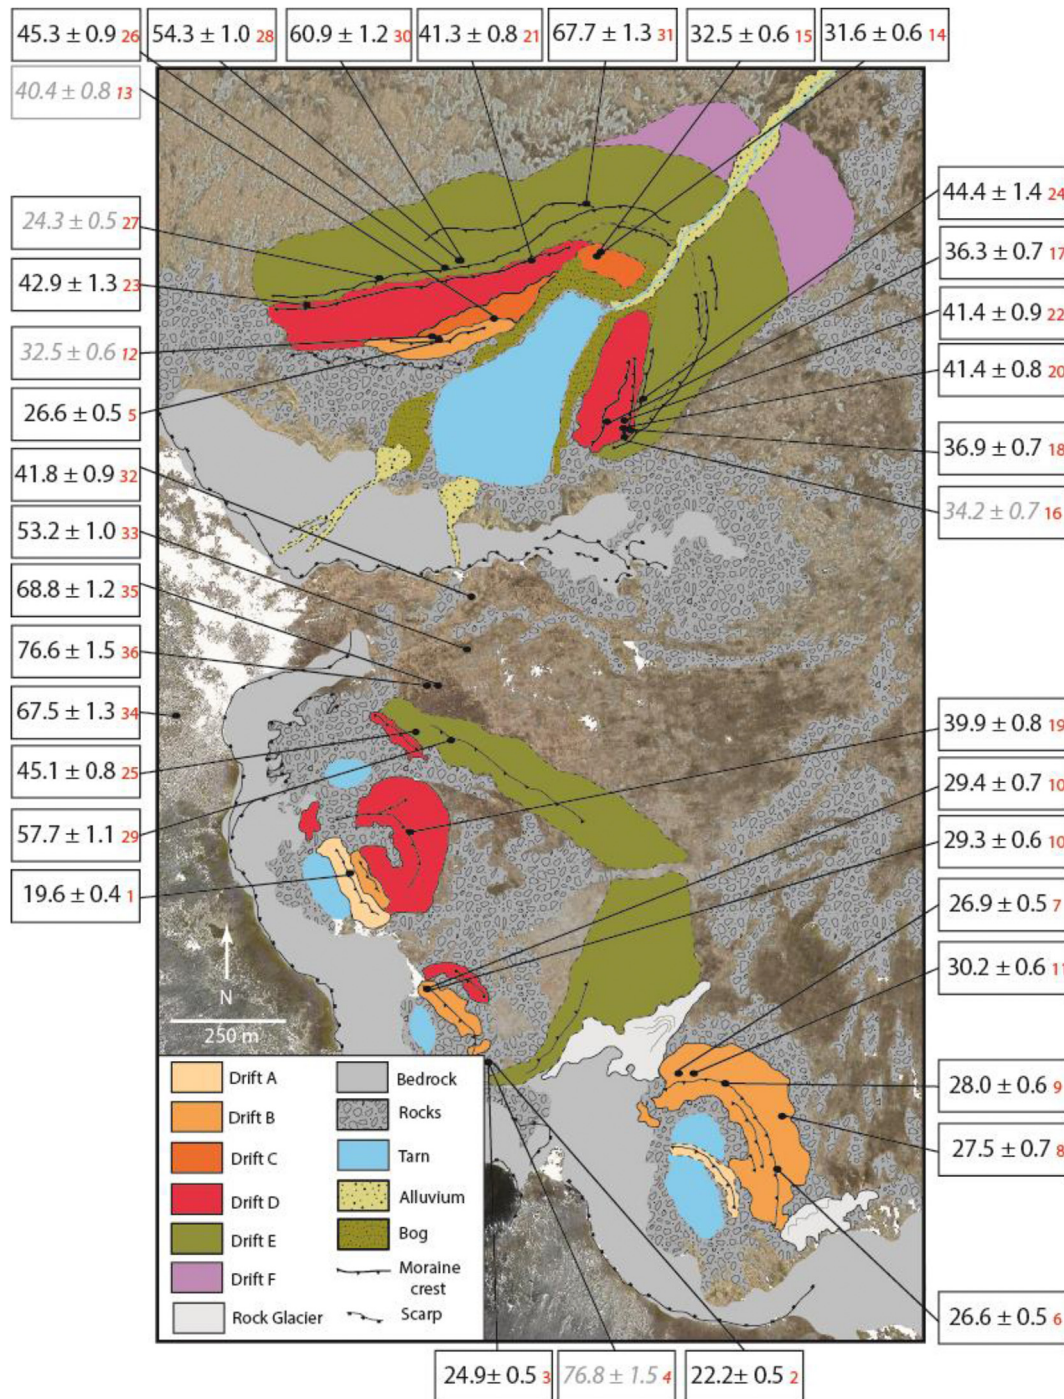 45.3 ± 0.9 26
54.3 ± 1.0 28
60.9 ± 1.2 30
41.3 ± 0.8 21
67.7 ± 1.3 31
32.5 ± 0.6 15
31.6 ± 0.6 14
40.4 ± 0.8 13
24.3 ± 0.5 27
42.9 ± 1.3 23
32.5 ± 0.6 12
26.6 ± 0.5 5
41.8 ± 0.9 32
53.2 ± 1.0 33
68.8 ± 1.2 35
76.6 ± 1.5 36
67.5 ± 1.3 34
45.1 ± 0.8 25
57.7 ± 1.1 29
19.6 ± 0.4 1
44.4 ± 1.4 24
36.3 ± 0.7 17
41.4 ± 0.9 22
41.4 ± 0.8 20
36.9 ± 0.7 18
34.2 ± 0.7 16
39.9 ± 0.8 19
29.4 ± 0.7 10
29.3 ± 0.6 10
26.9 ± 0.5 7
30.2 ± 0.6 11
28.0 ± 0.6 9
27.5 ± 0.7 8
26.6 ± 0.5 6
N
250 m
Drift A
Drift B
Drift C
Drift D
Drift E
Drift F
Rock Glacier
Bedrock
Rocks
Tarn
Alluvium
Bog
Moraine
crest
Scarp
24.9± 0.5 3
76.8 ± 1.5 4
22.2 ± 0.5 2